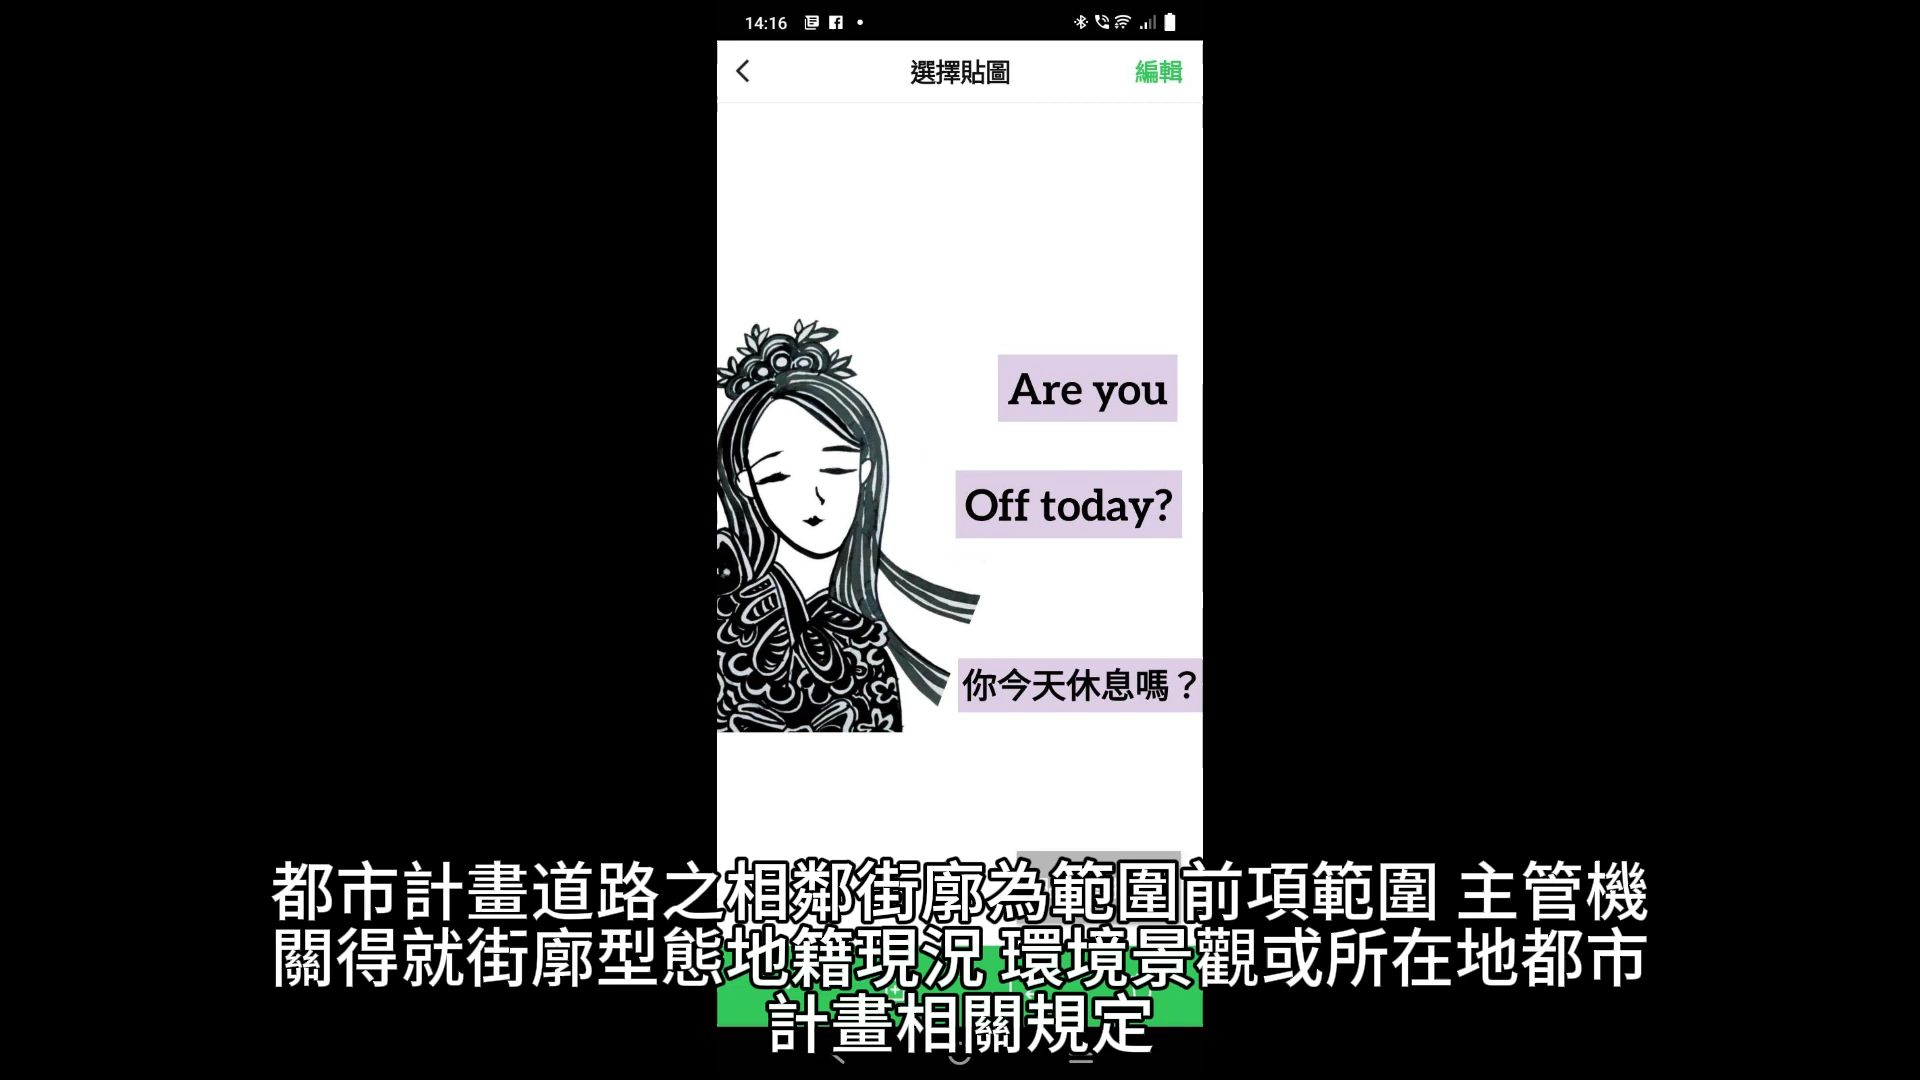 14:16
選擇貼圖
編輯
Are you
Off today?
你今天休息嗎？
都市計畫道路之相鄰街廓為範圍前項範圍 主管機
關得就街廓型態地籍現況 環境景觀或所在地都市
計畫相關規定